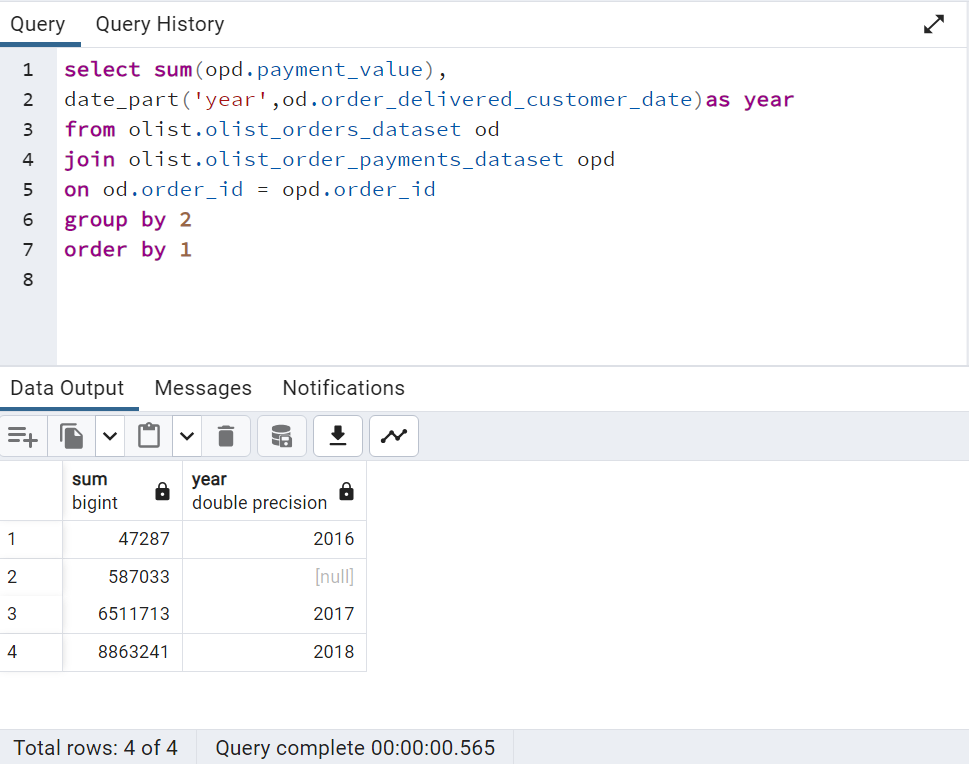 Query Query History
1 select sum(opd.payment_value),
2 date_part('year',od.order_delivered_customer_date)as year
3 from olist.olist_orders_dataset od
4 join olist.olist_order_payments_dataset opd
5 on od.order_id = opd.order_id
6 group by 2
7 order by 1
8
Data Output Messages Notifications
sum year
bigint double precision
1 47287 2016
2 587033 [null]
3 6511713 2017
4 8863241 2018
Total rows: 4 of 4 Query complete 00:00:00.565